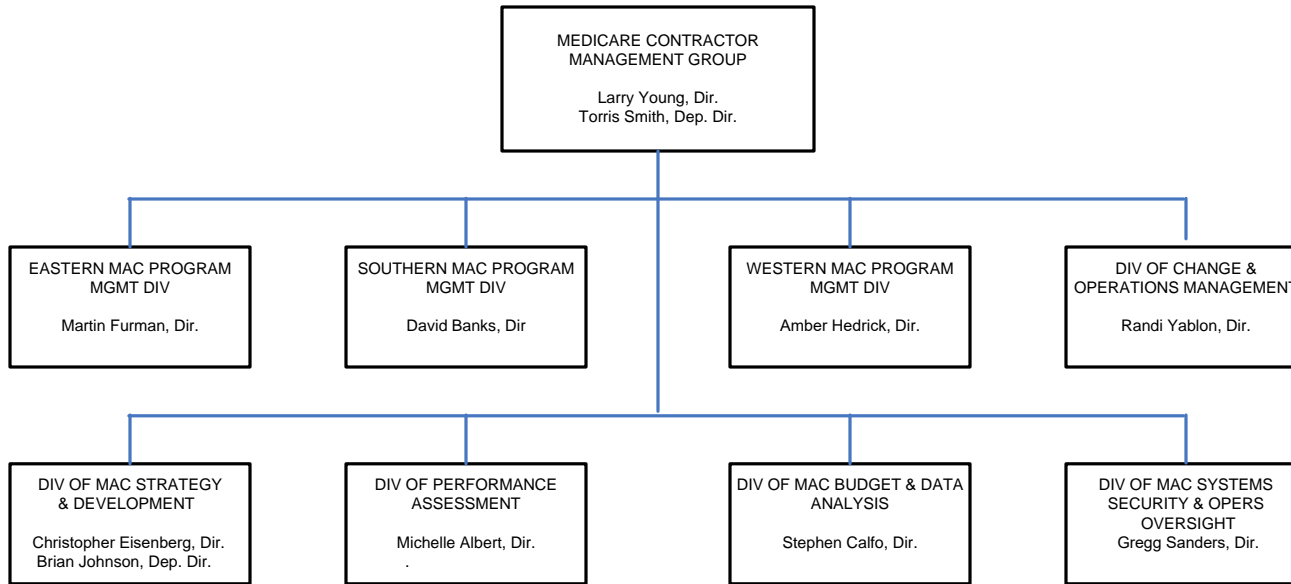 MEDICARE CONTRACTOR
MANAGEMENT GROUP
Larry Young, Dir.
Torris Smith, Dep. Dir.
EASTERN MAC PROGRAM
MGMT DIV
Martin Furman, Dir.
SOUTHERN MAC PROGRAM
MGMT DIV
David Banks, Dir
WESTERN MAC PROGRAM
MGMT DIV
Amber Hedrick, Dir.
DIV OF CHANGE &
OPERATIONS MANAGEMENT
Randi Yablon, Dir.
DIV OF MAC STRATEGY
& DEVELOPMENT
Christopher Eisenberg, Dir.
Brian Johnson, Dep. Dir.
DIV OF PERFORMANCE
ASSESSMENT
Michelle Albert, Dir.
.
DIV OF MAC BUDGET & DATA
ANALYSIS
Stephen Calfo, Dir.
DIV OF MAC SYSTEMS
SECURITY & OPERS
OVERSIGHT
Gregg Sanders, Dir.